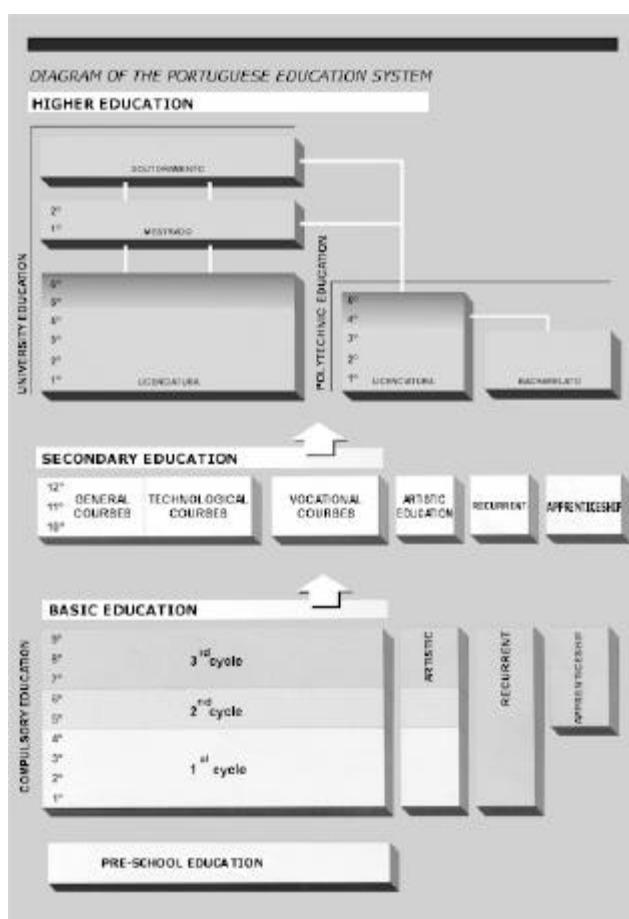 DIAGRAM OF THE PORTUGUESE EDUCATION SYSTEM
HIGHER EDUCATION
UNIVERSITY EDUCATION
DOUTORAMENTO
2º
1º
MESTRADO
6º
5º
4º
3º
2º
1º
LICENCIATURA
POLYTECHNIC EDUCATION
5º
4º
3º
2º
1º
LICENCIATURA
BACHARELATO
SECONDARY EDUCATION
12º
11º
10º
GENERAL
COURSES
TECHNOLOGICAL
COURSES
VOCATIONAL
COURSES
ARTISTIC
EDUCATION
RECURRENT
APPRENTICESHIP
BASIC EDUCATION
COMPULSORY EDUCATION
9º
8º
7º
6º
5º
4º
3º
2º
1º
3rd cycle
2nd cycle
1st cycle
ARTISTIC
RECURRENT
APPRENTICESHIP
PRE-SCHOOL EDUCATION